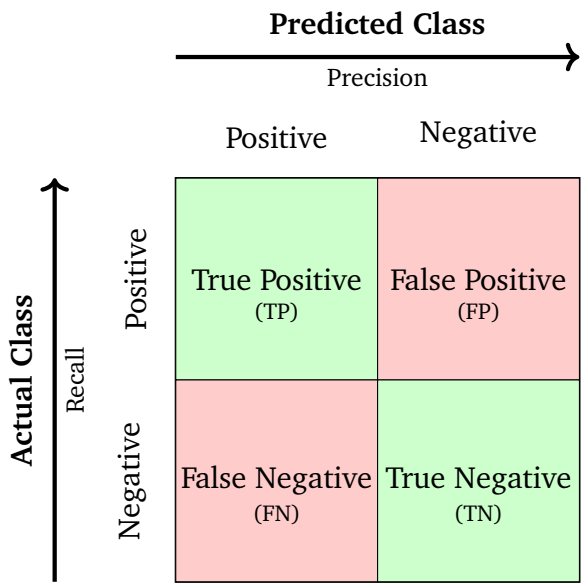 Predicted Class
Precision
Positive
Negative
Actual Class
Recall
Positive
True Positive
(TP)
False Positive
(FP)
Negative
False Negative
(FN)
True Negative
(TN)